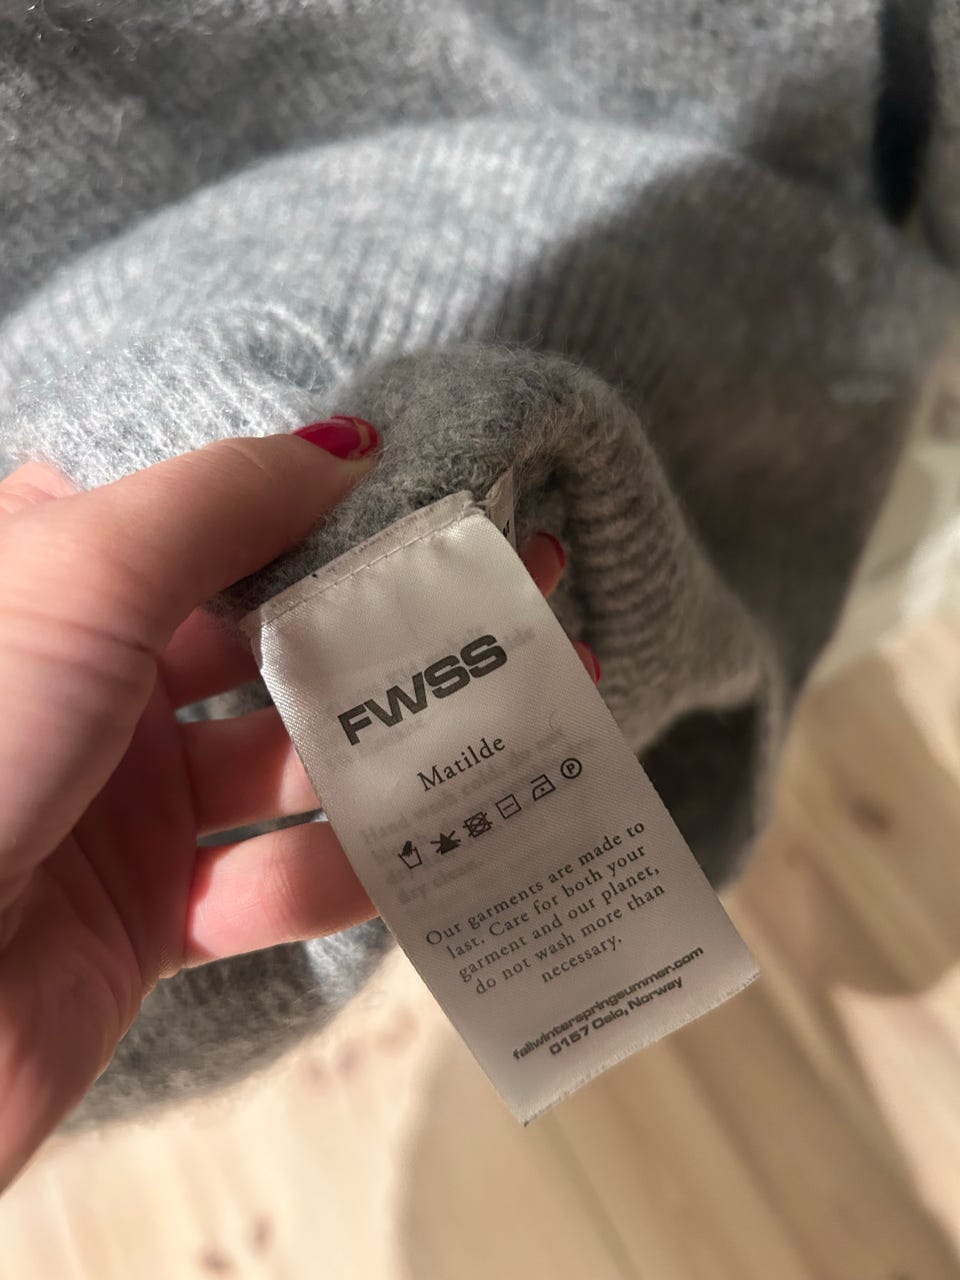 FWSS
Matilde
P
Our garments are made to
last. Care for both your
garment and our planet,
do not wash more than
necessary.
fallwinterspringsummer.com
0157 Oslo, Norway